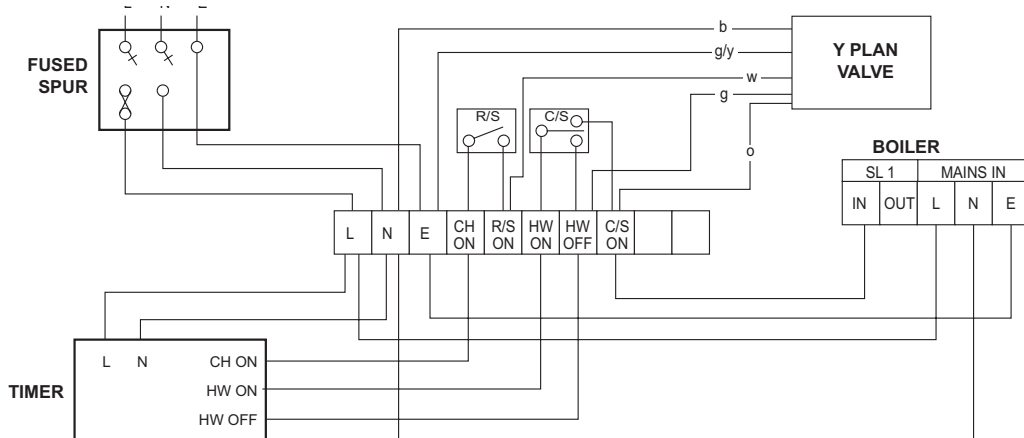 FUSED
SPUR
b
g/y
w
g
o
Y PLAN
VALVE
R/S
C/S
BOILER
SL 1 MAINS IN
IN OUT L N E
L N E CH ON R/S ON HW ON HW OFF C/S ON
L N CH ON
TIMER
HW ON
HW OFF